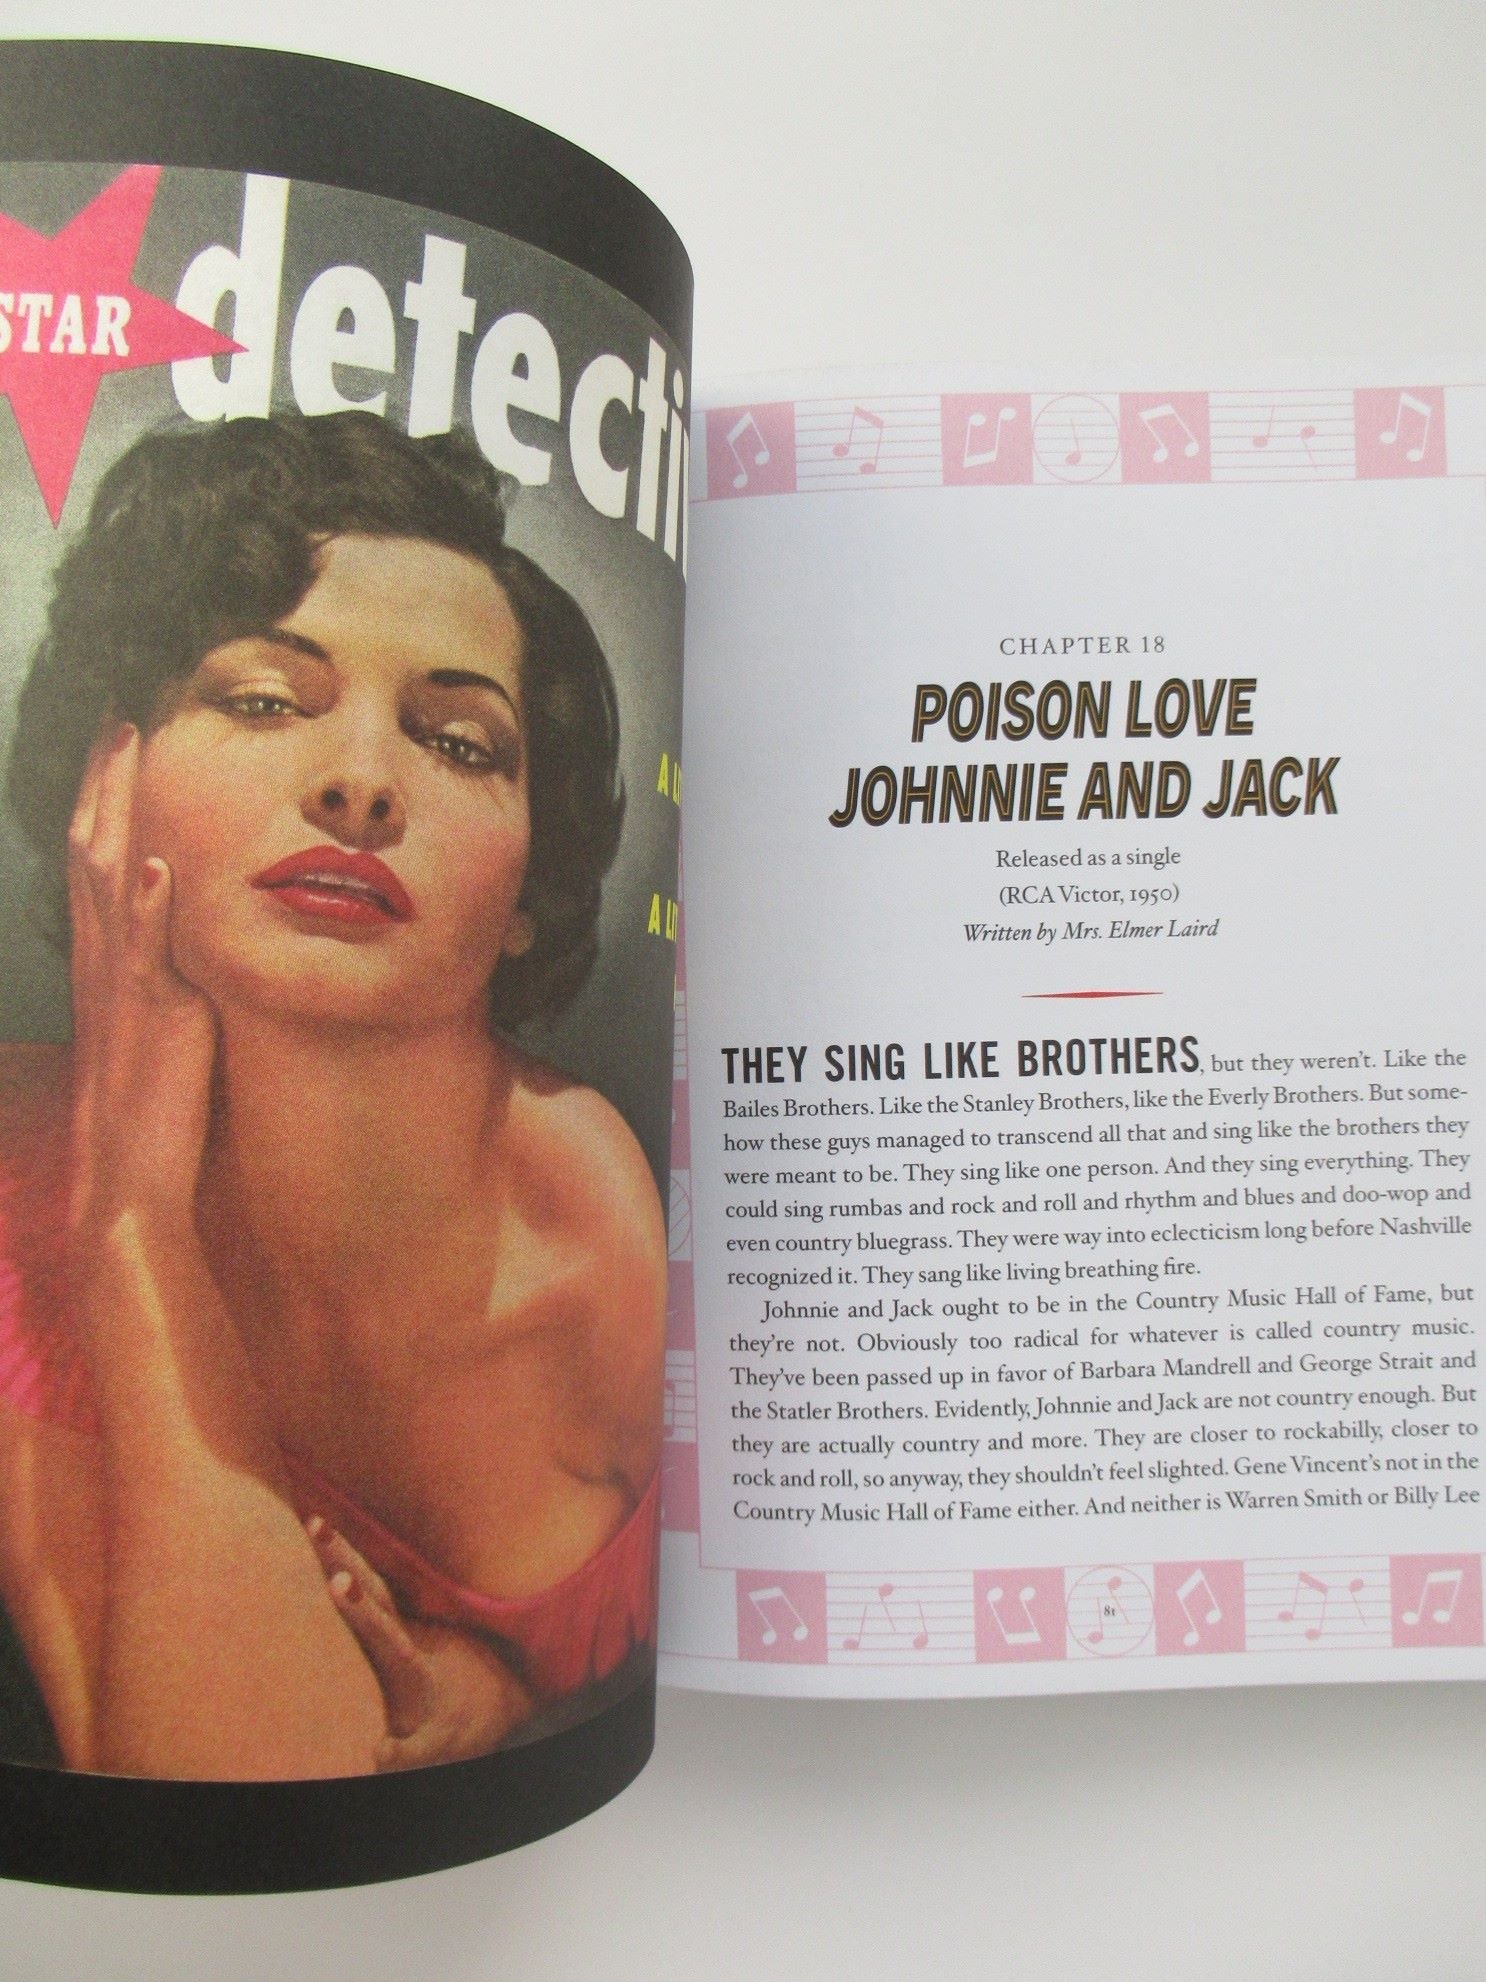 STAR
detecti
A
A
CHAPTER 18
POISON LOVE
JOHNNIE AND JACK
Released as a single
(RCA Victor, 1950)
Written by Mrs. Elmer Laird
THEY SING LIKE BROTHERS, but they weren't. Like the
Bailes Brothers. Like the Stanley Brothers, like the Everly Brothers. But some-
how these guys managed to transcend all that and sing like the brothers they
were meant to be. They sing like one person. And they sing everything. They
could sing rumbas and rock and roll and rhythm and blues and doo-wop and
even country bluegrass. They were way into eclecticism long before Nashville
recognized it. They sang like living breathing fire.
Johnnie and Jack ought to be in the Country Music Hall of Fame, but
they're not. Obviously too radical for whatever is called country music.
They've been passed up in favor of Barbara Mandrell and George Strait and
the Statler Brothers. Evidently, Johnnie and Jack are not country enough. But
they are actually country and more. They are closer to rockabilly, closer to
rock and roll, so anyway, they shouldn't feel slighted. Gene Vincent's not in the
Country Music Hall of Fame either. And neither is Warren Smith or Billy Lee
81